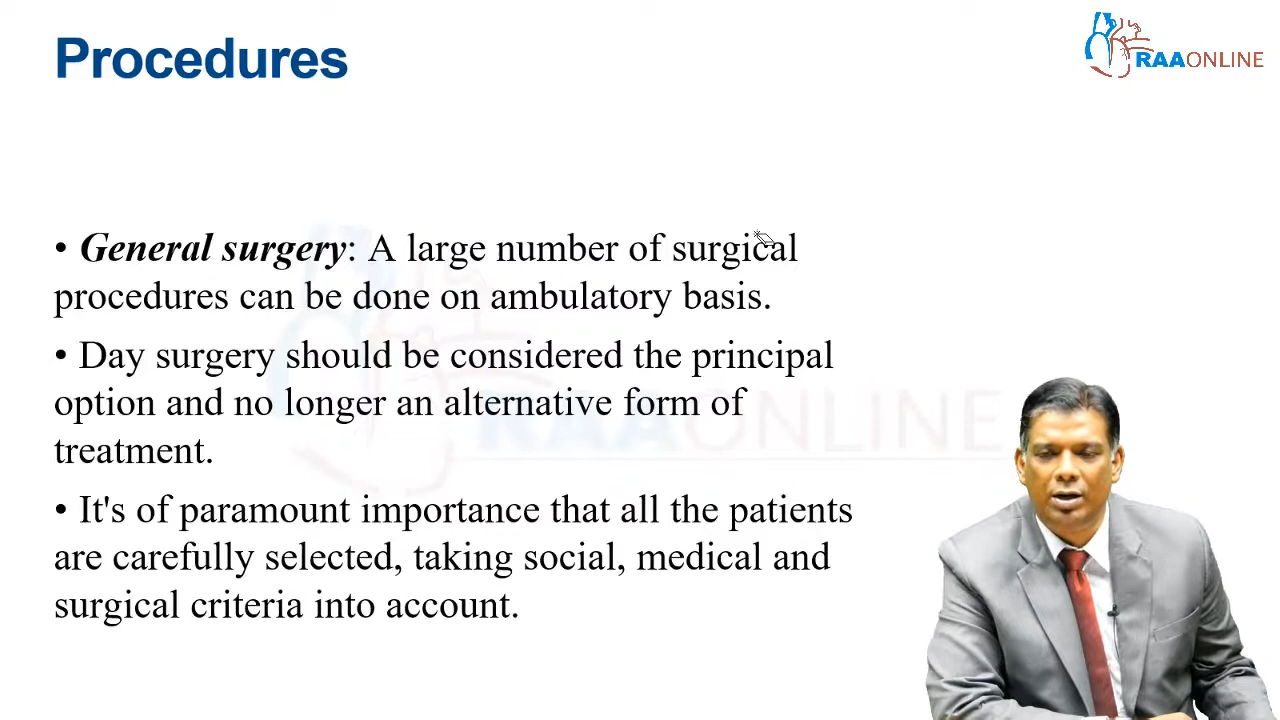 Procedures
RAAONLINE
• General surgery: A large number of surgical
procedures can be done on ambulatory basis.
• Day surgery should be considered the principal
option and no longer an alternative form of
treatment.
• It's of paramount importance that all the patients
are carefully selected, taking social, medical and
surgical criteria into account.
RAAONLINE